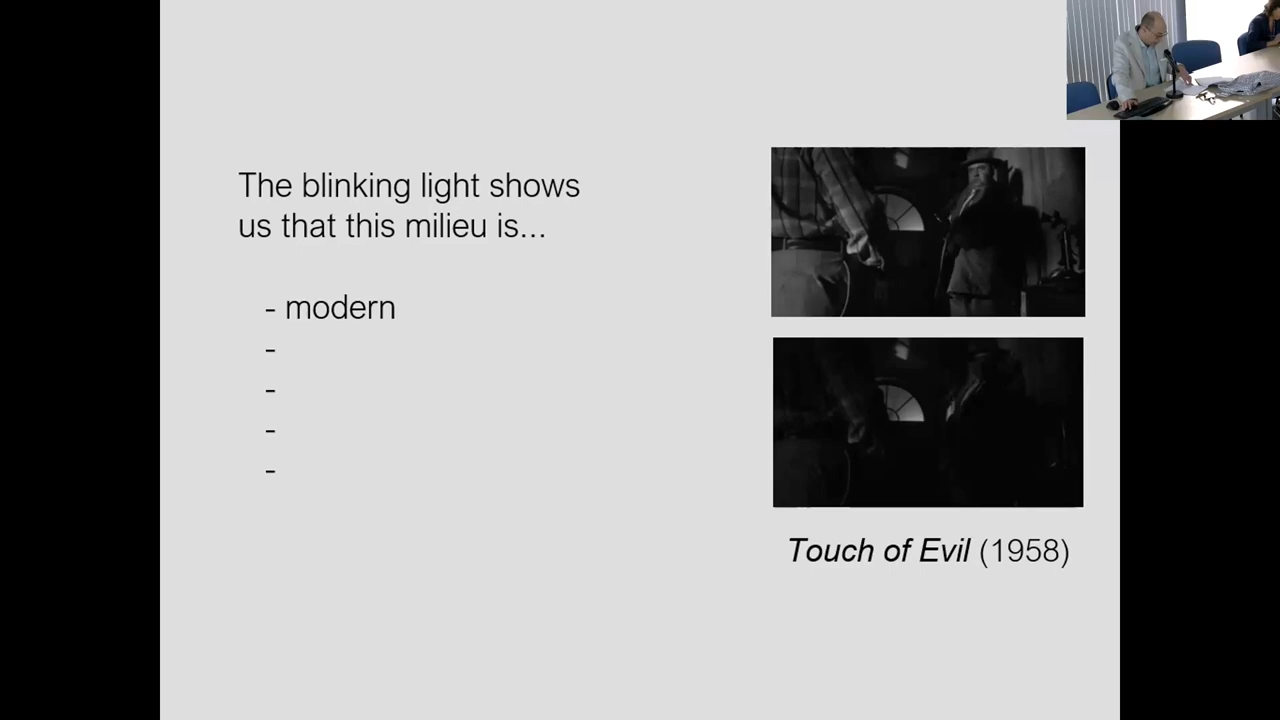 The blinking light shows
us that this milieu is...
- modern
-
-
-
-
Touch of Evil (1958)